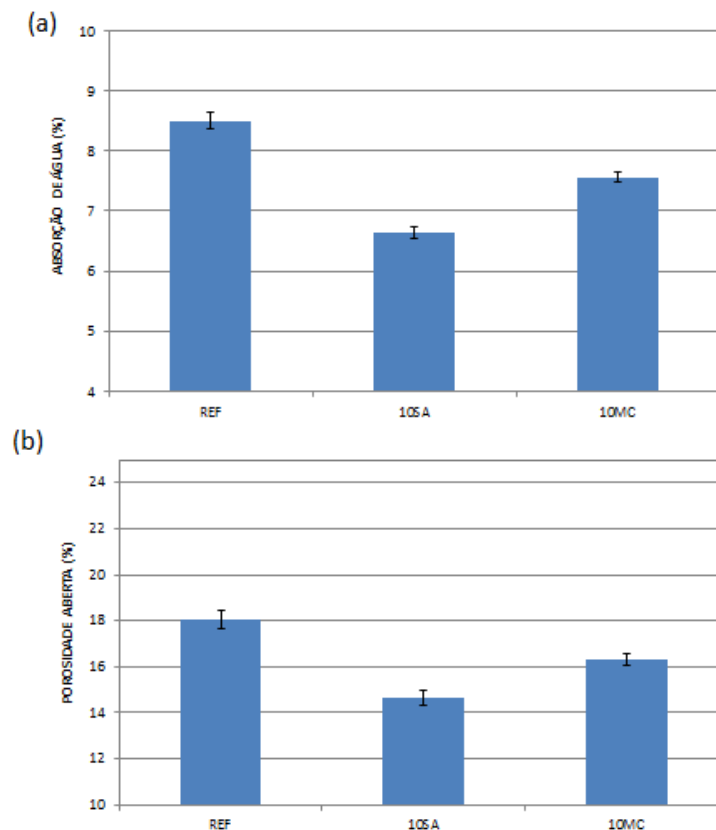 (a)
ABSORÇÃO DE ÁGUA (%)
10
9
8
7
6
5
4
REF 10SA 10MC
(b)
POROSIDADE ABERTA (%)
24
22
20
18
16
14
12
10
REF 10SA 10MC